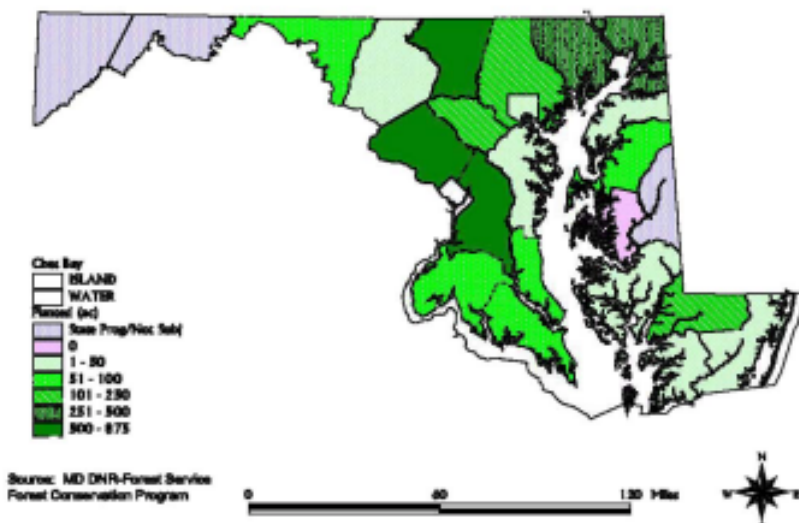 Ches Bay
ISLAND
WATER
Planted (ac)
State Prog/Not Subj
0
1 - 50
51 - 100
101 - 250
251 - 500
500 - 875
Source: MD DNR-Forest Service
Forest Conservation Program
0 60 120 Miles
N
W
S